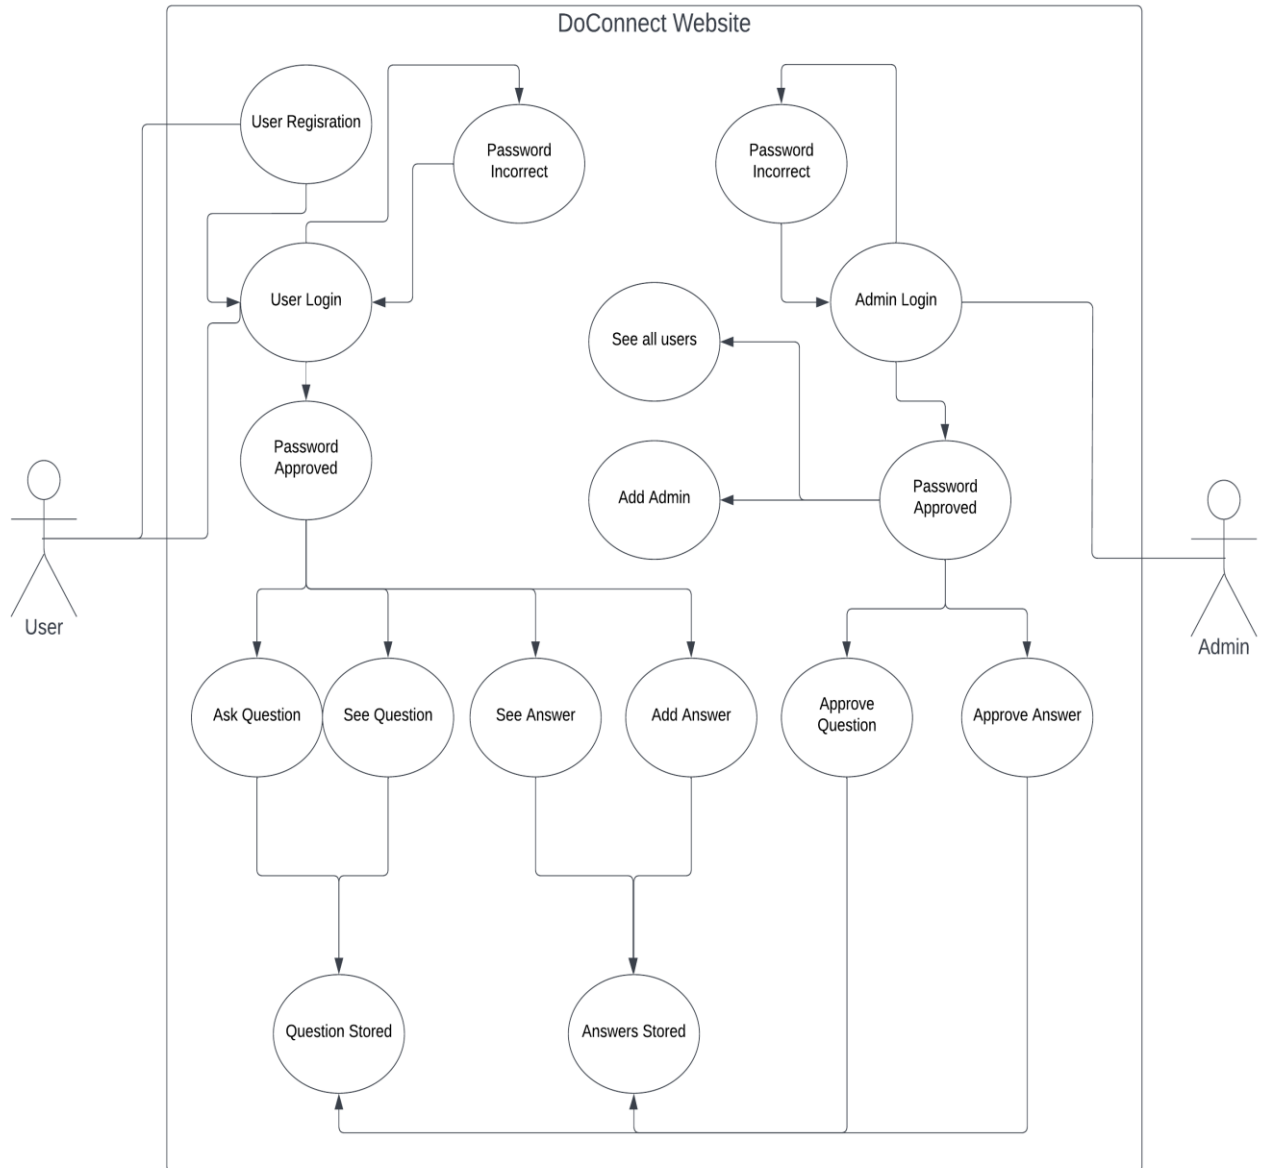 DoConnect Website
User Regisration
Password
Incorrect
Password
Incorrect
User Login
Admin Login
See all users
Password
Approved
Add Admin
Password
Approved
User
Admin
Ask Question
See Question
See Answer
Add Answer
Approve
Question
Approve Answer
Question Stored
Answers Stored